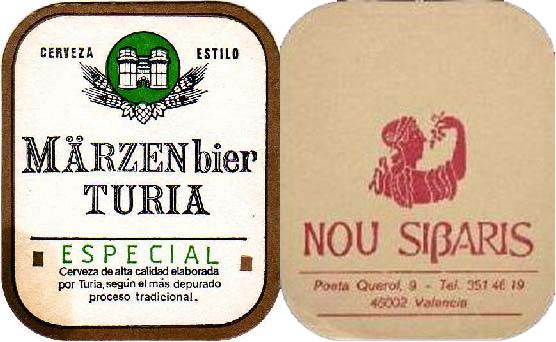 CERVEZA ESTILO
MÄRZENbier
TURIA
ESPECIAL
Cerveza de alta calidad elaborada
por Turia, según el más depurado
proceso tradicional.
NOU SIβARIS
Poeta Querol, 9 - Tel. 351 46 19
46002 Valencia